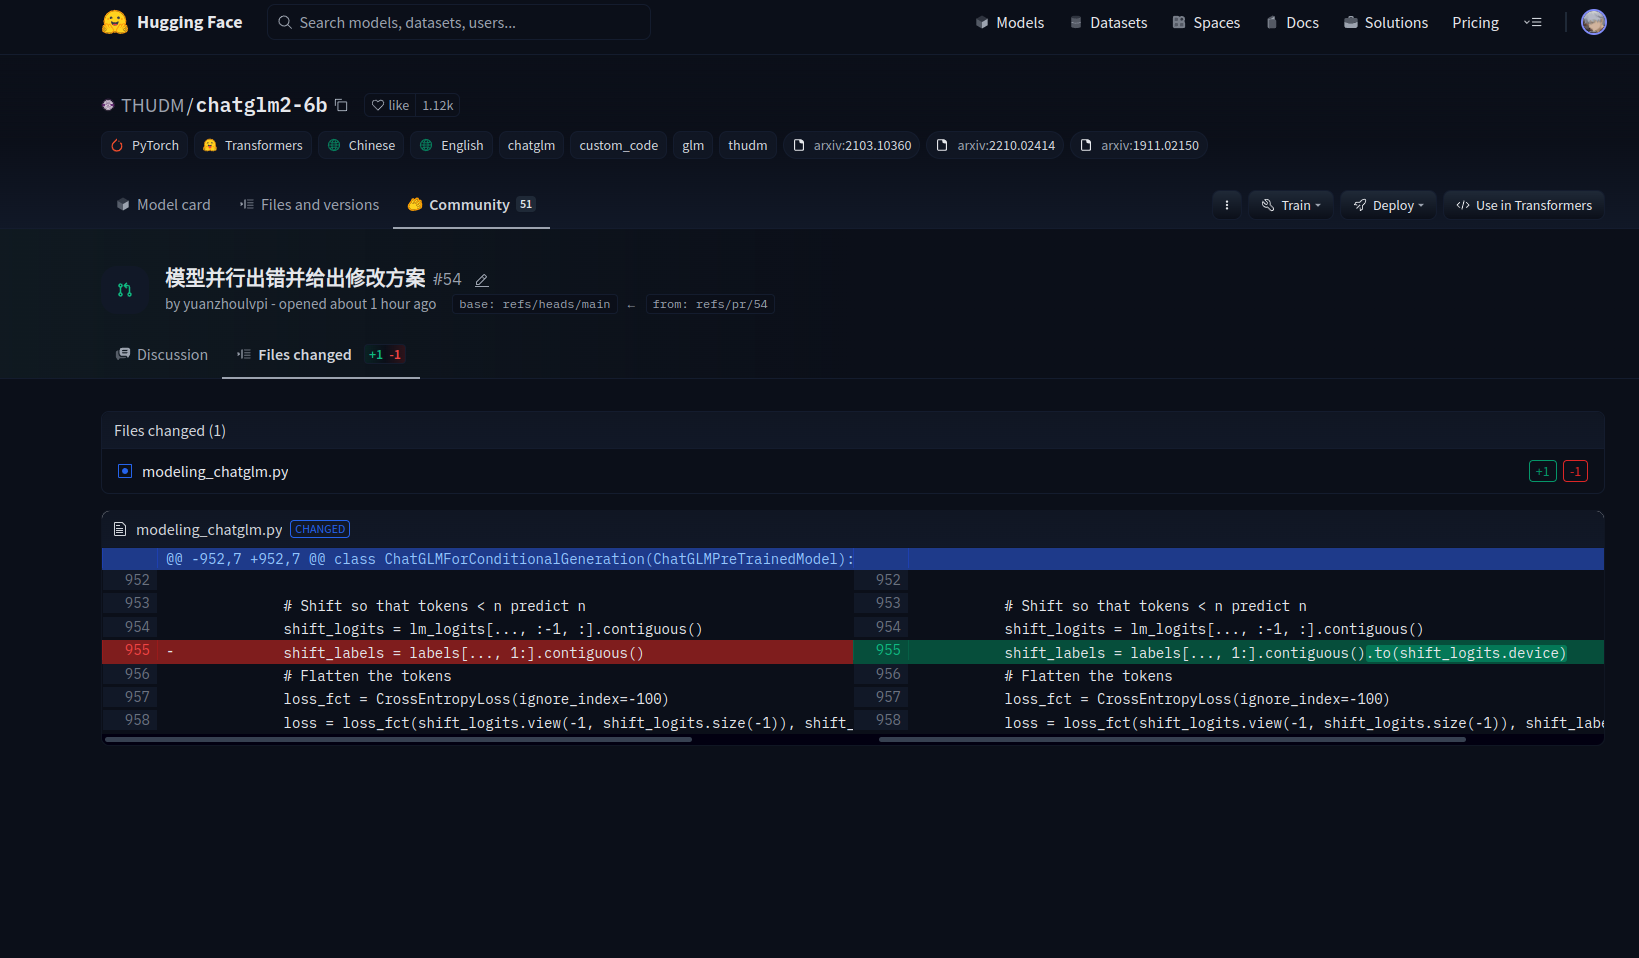 Hugging Face
Search models, datasets, users...
Models
Datasets
Spaces
Docs
Solutions
Pricing
THUDM/chatglm2-6b
like 1.12k
PyTorch
Transformers
Chinese
English
chatglm
custom_code
glm
thudm
arxiv:2103.10360
arxiv:2210.02414
arxiv:1911.02150
Model card
Files and versions
Community 51
Train
Deploy
</> Use in Transformers
模型并行出错并给出修改方案 #54
by yuanzhoulvpi - opened about 1 hour ago
base: refs/heads/main
←
from: refs/pr/54
Discussion
Files changed +1 -1
Files changed (1)
modeling_chatglm.py
+1 -1
modeling_chatglm.py CHANGED
@@ -952,7 +952,7 @@ class ChatGLMForConditionalGeneration(ChatGLMPreTrainedModel):
952
953 # Shift so that tokens < n predict n
954 shift_logits = lm_logits[..., :-1, :].contiguous()
955 - shift_labels = labels[..., 1:].contiguous()
956 # Flatten the tokens
957 loss_fct = CrossEntropyLoss(ignore_index=-100)
958 loss = loss_fct(shift_logits.view(-1, shift_logits.size(-1)), shift_
952
953 # Shift so that tokens < n predict n
954 shift_logits = lm_logits[..., :-1, :].contiguous()
955 shift_labels = labels[..., 1:].contiguous().to(shift_logits.device)
956 # Flatten the tokens
957 loss_fct = CrossEntropyLoss(ignore_index=-100)
958 loss = loss_fct(shift_logits.view(-1, shift_logits.size(-1)), shift_labe